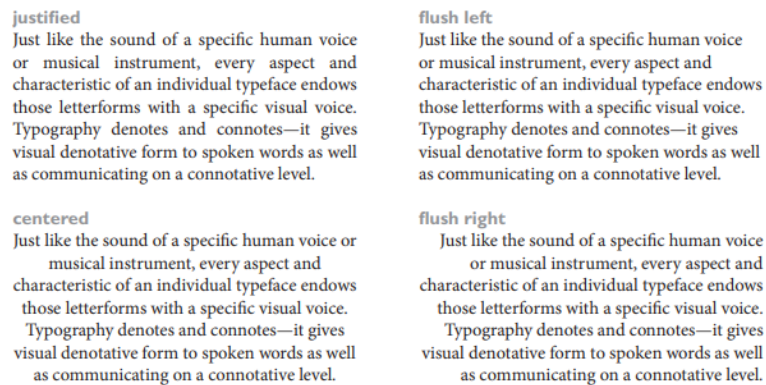 justified
Just like the sound of a specific human voice
or musical instrument, every aspect and
characteristic of an individual typeface endows
those letterforms with a specific visual voice.
Typography denotes and connotes—it gives
visual denotative form to spoken words as well
as communicating on a connotative level.
flush left
Just like the sound of a specific human voice
or musical instrument, every aspect and
characteristic of an individual typeface endows
those letterforms with a specific visual voice.
Typography denotes and connotes—it gives
visual denotative form to spoken words as well
as communicating on a connotative level.
centered
Just like the sound of a specific human voice or
musical instrument, every aspect and
characteristic of an individual typeface endows
those letterforms with a specific visual voice.
Typography denotes and connotes—it gives
visual denotative form to spoken words as well
as communicating on a connotative level.
flush right
Just like the sound of a specific human voice
or musical instrument, every aspect and
characteristic of an individual typeface endows
those letterforms with a specific visual voice.
Typography denotes and connotes—it gives
visual denotative form to spoken words as well
as communicating on a connotative level.